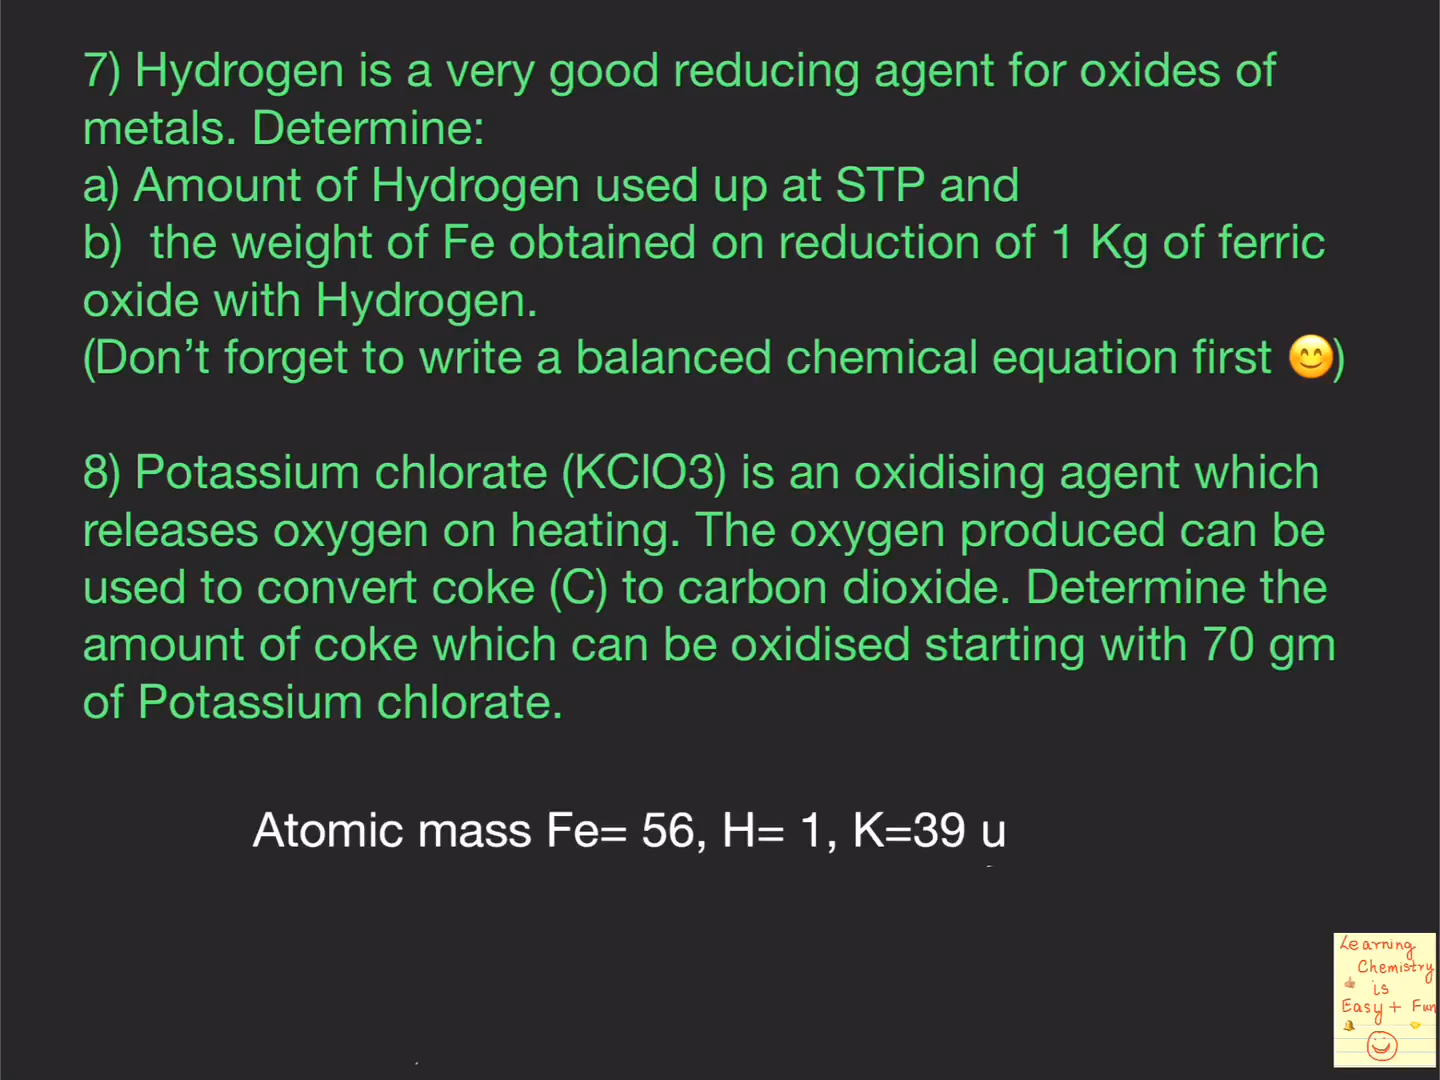 7) Hydrogen is a very good reducing agent for oxides of
metals. Determine:
a) Amount of Hydrogen used up at STP and
b)  the weight of Fe obtained on reduction of 1 Kg of ferric
oxide with Hydrogen.
(Don’t forget to write a balanced chemical equation first 😊)
8) Potassium chlorate (KClO3) is an oxidising agent which
releases oxygen on heating. The oxygen produced can be
used to convert coke (C) to carbon dioxide. Determine the
amount of coke which can be oxidised starting with 70 gm
of Potassium chlorate.
Atomic mass Fe= 56, H= 1, K=39 u
Learning
Chemistry
is
Easy + Fun